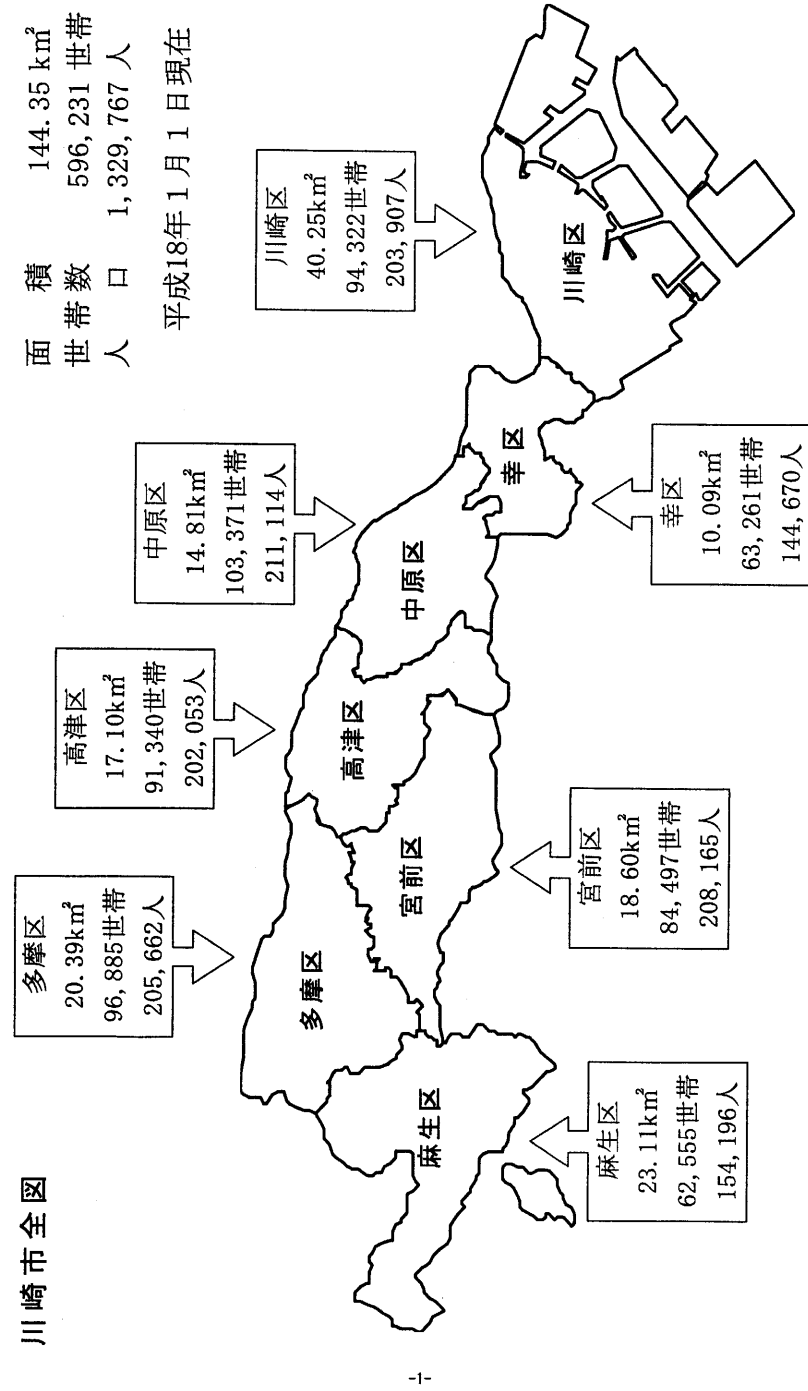 川崎市全図
面積 144.35 km²
世帯数 596,231 世帯
人口 1,329,767 人
平成18年1月1日現在
多摩区
20.39km²
96,885世帯
205,662人
高津区
17.10km²
91,340世帯
202,053人
中原区
14.81km²
103,371世帯
211,114人
川崎区
40.25km²
94,322世帯
203,907人
麻生区
多摩区
宮前区
高津区
中原区
幸区
川崎区
麻生区
23.11km²
62,555世帯
154,196人
宮前区
18.60km²
84,497世帯
208,165人
幸区
10.09km²
63,261世帯
144,670人
-1-